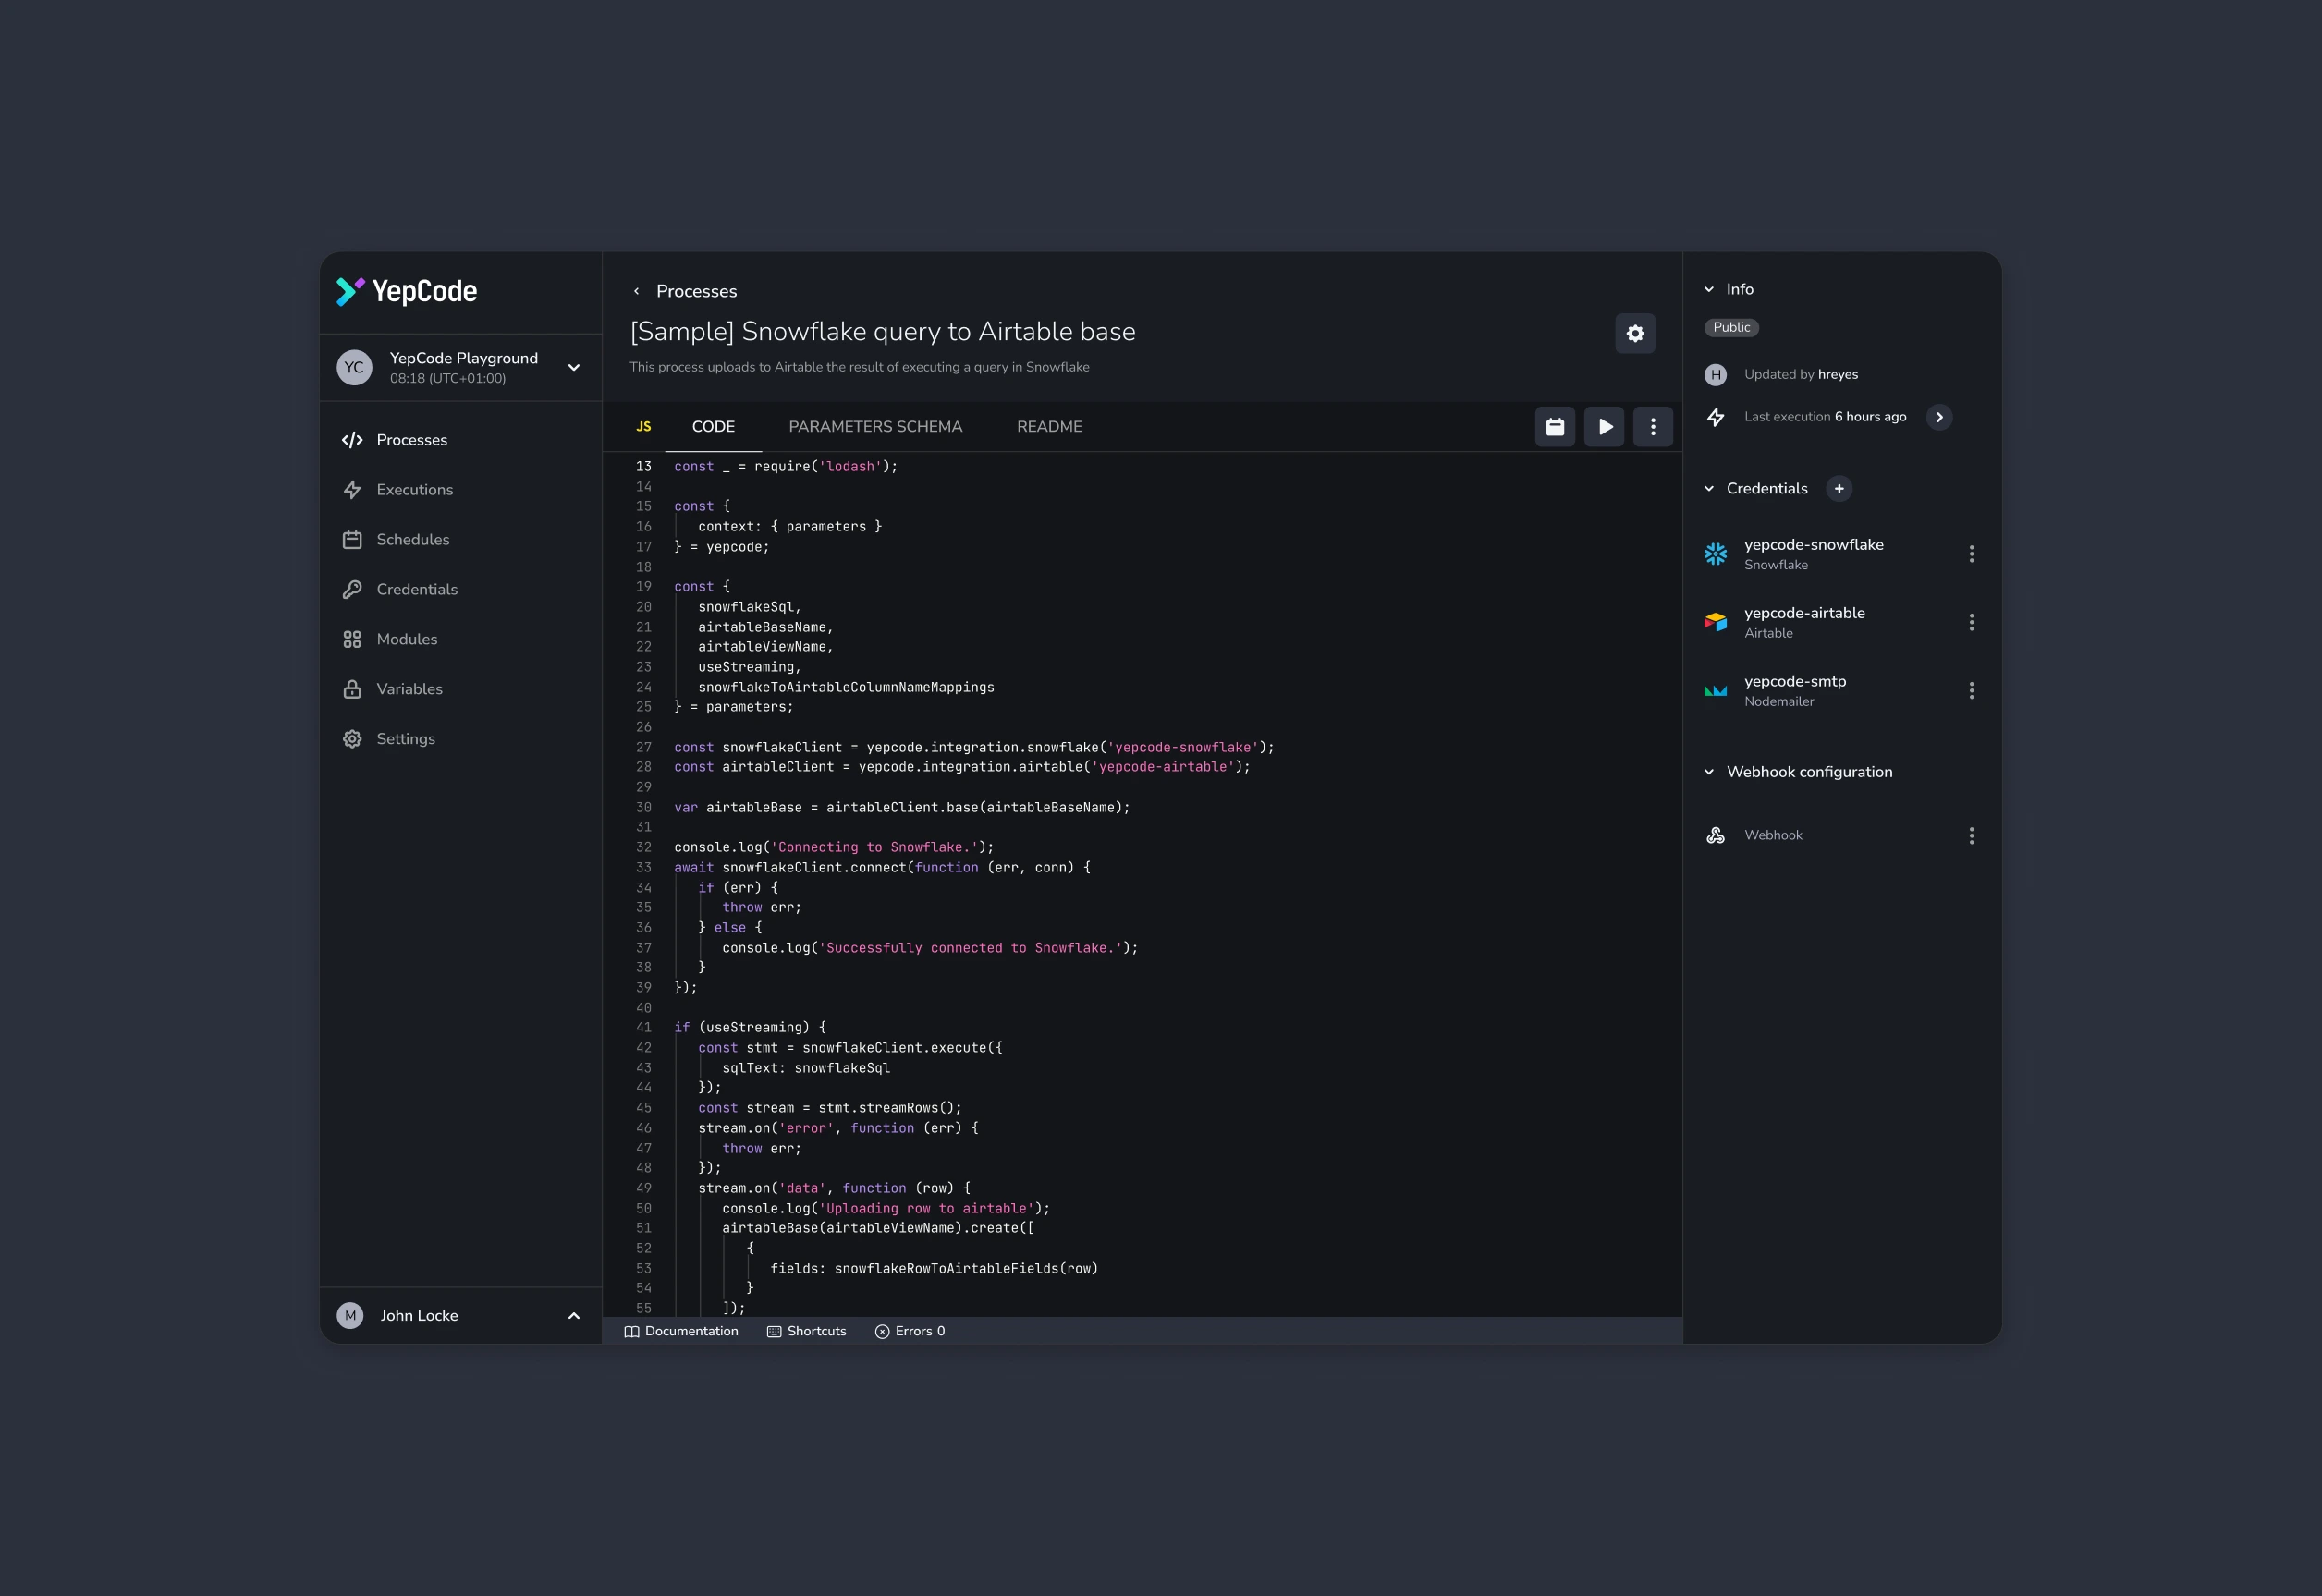 YepCode
YC
YepCode Playground
08:18 (UTC+01:00)
Processes
Executions
Schedules
Credentials
Modules
Variables
Settings
M
John Locke
Processes
[Sample] Snowflake query to Airtable base
This process uploads to Airtable the result of executing a query in Snowflake
JS CODE PARAMETERS SCHEMA README
13 const _ = require('lodash');
14
15 const {
16 context: { parameters }
17 } = yepcode;
18
19 const {
20 snowflakeSql,
21 airtableBaseName,
22 airtableViewName,
23 useStreaming,
24 snowflakeToAirtableColumnNameMappings
25 } = parameters;
26
27 const snowflakeClient = yepcode.integration.snowflake('yepcode-snowflake');
28 const airtableClient = yepcode.integration.airtable('yepcode-airtable');
29
30 var airtableBase = airtableClient.base(airtableBaseName);
31
32 console.log('Connecting to Snowflake.');
33 await snowflakeClient.connect(function (err, conn) {
34 if (err) {
35 throw err;
36 } else {
37 console.log('Successfully connected to Snowflake.');
38 }
39 });
40
41 if (useStreaming) {
42 const stmt = snowflakeClient.execute({
43 sqlText: snowflakeSql
44 });
45 const stream = stmt.streamRows();
46 stream.on('error', function (err) {
47 throw err;
48 });
49 stream.on('data', function (row) {
50 console.log('Uploading row to airtable');
51 airtableBase(airtableViewName).create([
52 {
53 fields: snowflakeRowToAirtableFields(row)
54 }
55 ]);
Documentation Shortcuts Errors 0
Info
Public
H Updated by hreyes
Last execution 6 hours ago
Credentials
yepcode-snowflake
Snowflake
yepcode-airtable
Airtable
yepcode-smtp
Nodemailer
Webhook configuration
Webhook